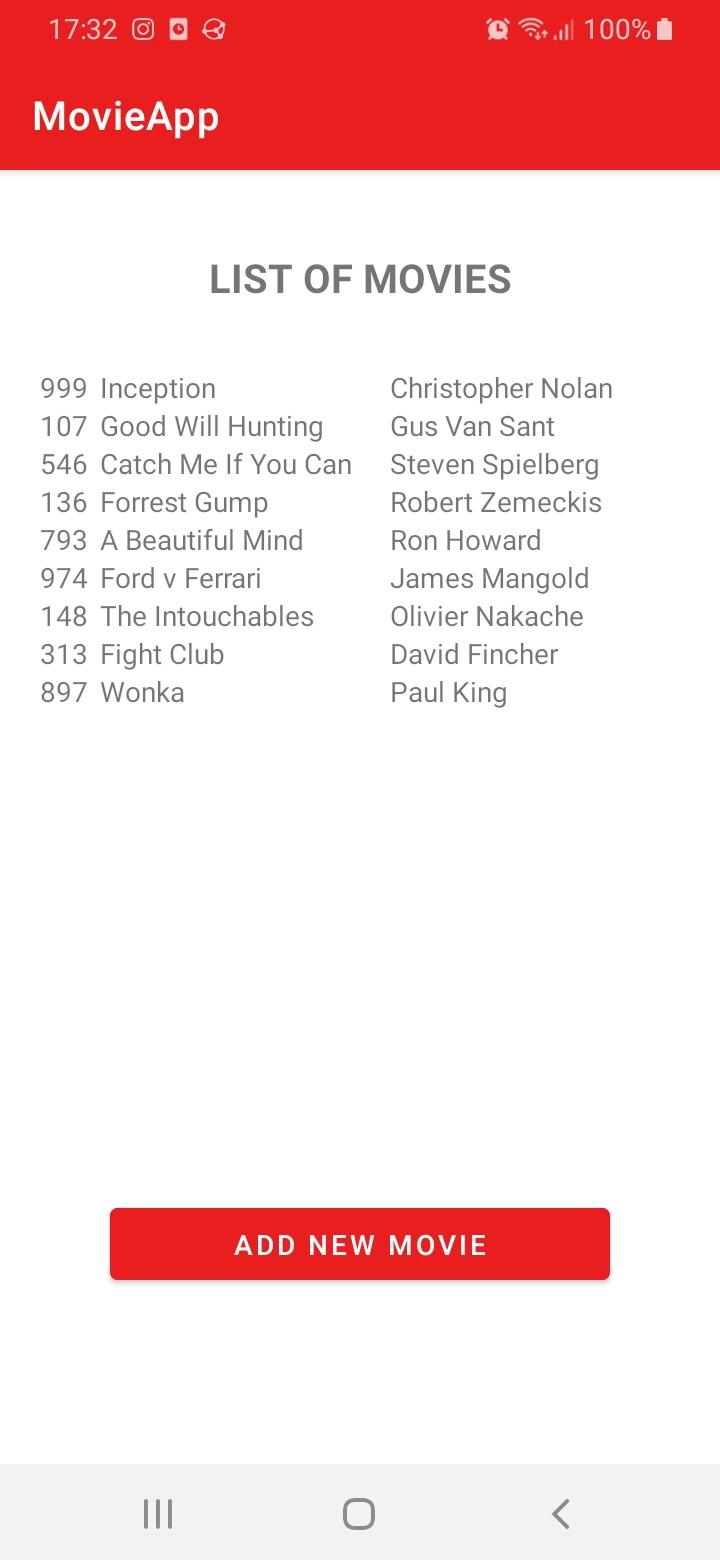 17:32 100%
MovieApp
LIST OF MOVIES
999 Inception Christopher Nolan
107 Good Will Hunting Gus Van Sant
546 Catch Me If You Can Steven Spielberg
136 Forrest Gump Robert Zemeckis
793 A Beautiful Mind Ron Howard
974 Ford v Ferrari James Mangold
148 The Intouchables Olivier Nakache
313 Fight Club David Fincher
897 Wonka Paul King
ADD NEW MOVIE